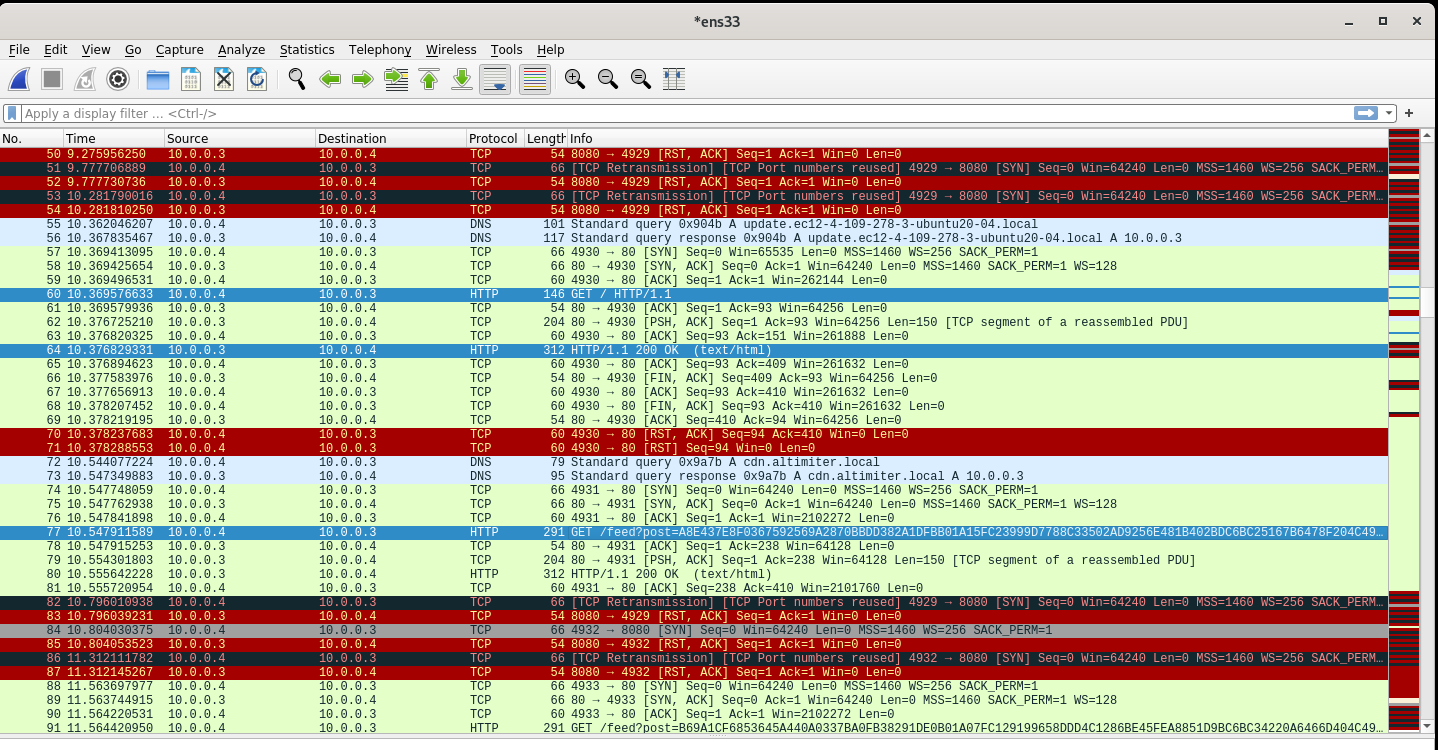 *ens33
File Edit View Go Capture Analyze Statistics Telephony Wireless Tools Help
Apply a display filter … <Ctrl-/>
No. Time Source Destination Protocol Length Info
50 9.275956250 10.0.0.3 10.0.0.4 TCP 54 8080 → 4929 [RST, ACK] Seq=1 Ack=1 Win=0 Len=0
51 9.777706889 10.0.0.4 10.0.0.3 TCP 66 [TCP Retransmission] [TCP Port numbers reused] 4929 → 8080 [SYN] Seq=0 Win=64240 Len=0 MSS=1460 WS=256 SACK_PERM…
52 9.777730736 10.0.0.3 10.0.0.4 TCP 54 8080 → 4929 [RST, ACK] Seq=1 Ack=1 Win=0 Len=0
53 10.281790016 10.0.0.4 10.0.0.3 TCP 66 [TCP Retransmission] [TCP Port numbers reused] 4929 → 8080 [SYN] Seq=0 Win=64240 Len=0 MSS=1460 WS=256 SACK_PERM…
54 10.281810250 10.0.0.3 10.0.0.4 TCP 54 8080 → 4929 [RST, ACK] Seq=1 Ack=1 Win=0 Len=0
55 10.362046207 10.0.0.4 10.0.0.3 DNS 101 Standard query 0x904b A update.ec12-4-109-278-3-ubuntu20-04.local
56 10.367835467 10.0.0.3 10.0.0.4 DNS 117 Standard query response 0x904b A update.ec12-4-109-278-3-ubuntu20-04.local A 10.0.0.3
57 10.369413095 10.0.0.4 10.0.0.3 TCP 66 4930 → 80 [SYN] Seq=0 Win=65535 Len=0 MSS=1460 WS=256 SACK_PERM=1
58 10.369425654 10.0.0.3 10.0.0.4 TCP 66 80 → 4930 [SYN, ACK] Seq=0 Ack=1 Win=64240 Len=0 MSS=1460 SACK_PERM=1 WS=128
59 10.369496531 10.0.0.4 10.0.0.3 TCP 60 4930 → 80 [ACK] Seq=1 Ack=1 Win=262144 Len=0
60 10.369576633 10.0.0.4 10.0.0.3 HTTP 146 GET / HTTP/1.1
61 10.369579936 10.0.0.3 10.0.0.4 TCP 54 80 → 4930 [ACK] Seq=1 Ack=93 Win=64256 Len=0
62 10.376725210 10.0.0.3 10.0.0.4 TCP 204 80 → 4930 [PSH, ACK] Seq=1 Ack=93 Win=64256 Len=150 [TCP segment of a reassembled PDU]
63 10.376820325 10.0.0.4 10.0.0.3 TCP 60 4930 → 80 [ACK] Seq=93 Ack=151 Win=261888 Len=0
64 10.376829331 10.0.0.3 10.0.0.4 HTTP 312 HTTP/1.1 200 OK (text/html)
65 10.376894623 10.0.0.4 10.0.0.3 TCP 60 4930 → 80 [ACK] Seq=93 Ack=409 Win=261632 Len=0
66 10.377583976 10.0.0.3 10.0.0.4 TCP 54 80 → 4930 [FIN, ACK] Seq=409 Ack=93 Win=64256 Len=0
67 10.377656913 10.0.0.4 10.0.0.3 TCP 60 4930 → 80 [ACK] Seq=93 Ack=410 Win=261632 Len=0
68 10.378207452 10.0.0.4 10.0.0.3 TCP 60 4930 → 80 [FIN, ACK] Seq=93 Ack=410 Win=261632 Len=0
69 10.378219195 10.0.0.3 10.0.0.4 TCP 54 80 → 4930 [ACK] Seq=410 Ack=94 Win=64256 Len=0
70 10.378237683 10.0.0.4 10.0.0.3 TCP 60 4930 → 80 [RST, ACK] Seq=94 Ack=410 Win=0 Len=0
71 10.378288553 10.0.0.4 10.0.0.3 TCP 60 4930 → 80 [RST] Seq=94 Win=0 Len=0
72 10.544077224 10.0.0.4 10.0.0.3 DNS 79 Standard query 0x9a7b A cdn.altimiter.local
73 10.547349883 10.0.0.3 10.0.0.4 DNS 95 Standard query response 0x9a7b A cdn.altimiter.local A 10.0.0.3
74 10.547748059 10.0.0.4 10.0.0.3 TCP 66 4931 → 80 [SYN] Seq=0 Win=64240 Len=0 MSS=1460 WS=256 SACK_PERM=1
75 10.547762938 10.0.0.3 10.0.0.4 TCP 66 80 → 4931 [SYN, ACK] Seq=0 Ack=1 Win=64240 Len=0 MSS=1460 SACK_PERM=1 WS=128
76 10.547841898 10.0.0.4 10.0.0.3 TCP 60 4931 → 80 [ACK] Seq=1 Ack=1 Win=2102272 Len=0
77 10.547911589 10.0.0.4 10.0.0.3 HTTP 291 GET /feed?post=A8E437E8F0367592569A2870BBDD382A1DFBB01A15FC23999D7788C33502AD9256E481B402BDC6BC25167B6478F204C49…
78 10.547915253 10.0.0.3 10.0.0.4 TCP 54 80 → 4931 [ACK] Seq=1 Ack=238 Win=64128 Len=0
79 10.554301803 10.0.0.3 10.0.0.4 TCP 204 80 → 4931 [PSH, ACK] Seq=1 Ack=238 Win=64128 Len=150 [TCP segment of a reassembled PDU]
80 10.555642228 10.0.0.3 10.0.0.4 HTTP 312 HTTP/1.1 200 OK (text/html)
81 10.555720954 10.0.0.4 10.0.0.3 TCP 60 4931 → 80 [ACK] Seq=238 Ack=410 Win=2101760 Len=0
82 10.796010938 10.0.0.4 10.0.0.3 TCP 66 [TCP Retransmission] [TCP Port numbers reused] 4929 → 8080 [SYN] Seq=0 Win=64240 Len=0 MSS=1460 WS=256 SACK_PERM…
83 10.796039231 10.0.0.3 10.0.0.4 TCP 54 8080 → 4929 [RST, ACK] Seq=1 Ack=1 Win=0 Len=0
84 10.804030375 10.0.0.4 10.0.0.3 TCP 66 4932 → 8080 [SYN] Seq=0 Win=64240 Len=0 MSS=1460 WS=256 SACK_PERM=1
85 10.804053523 10.0.0.3 10.0.0.4 TCP 54 8080 → 4932 [RST, ACK] Seq=1 Ack=1 Win=0 Len=0
86 11.312111782 10.0.0.4 10.0.0.3 TCP 66 [TCP Retransmission] [TCP Port numbers reused] 4932 → 8080 [SYN] Seq=0 Win=64240 Len=0 MSS=1460 WS=256 SACK_PERM…
87 11.312145267 10.0.0.3 10.0.0.4 TCP 54 8080 → 4932 [RST, ACK] Seq=1 Ack=1 Win=0 Len=0
88 11.563697977 10.0.0.4 10.0.0.3 TCP 66 4933 → 80 [SYN] Seq=0 Win=64240 Len=0 MSS=1460 WS=256 SACK_PERM=1
89 11.563744915 10.0.0.3 10.0.0.4 TCP 66 80 → 4933 [SYN, ACK] Seq=0 Ack=1 Win=64240 Len=0 MSS=1460 SACK_PERM=1 WS=128
90 11.564220531 10.0.0.4 10.0.0.3 TCP 60 4933 → 80 [ACK] Seq=1 Ack=1 Win=2102272 Len=0
91 11.564420950 10.0.0.4 10.0.0.3 HTTP 291 GET /feed?post=B69A1CF6853645A440A0337BA0FB38291DE0B01A07FC129199658DDD4C1286BE45FEA8851D9BC6BC34220A6466D404C49…